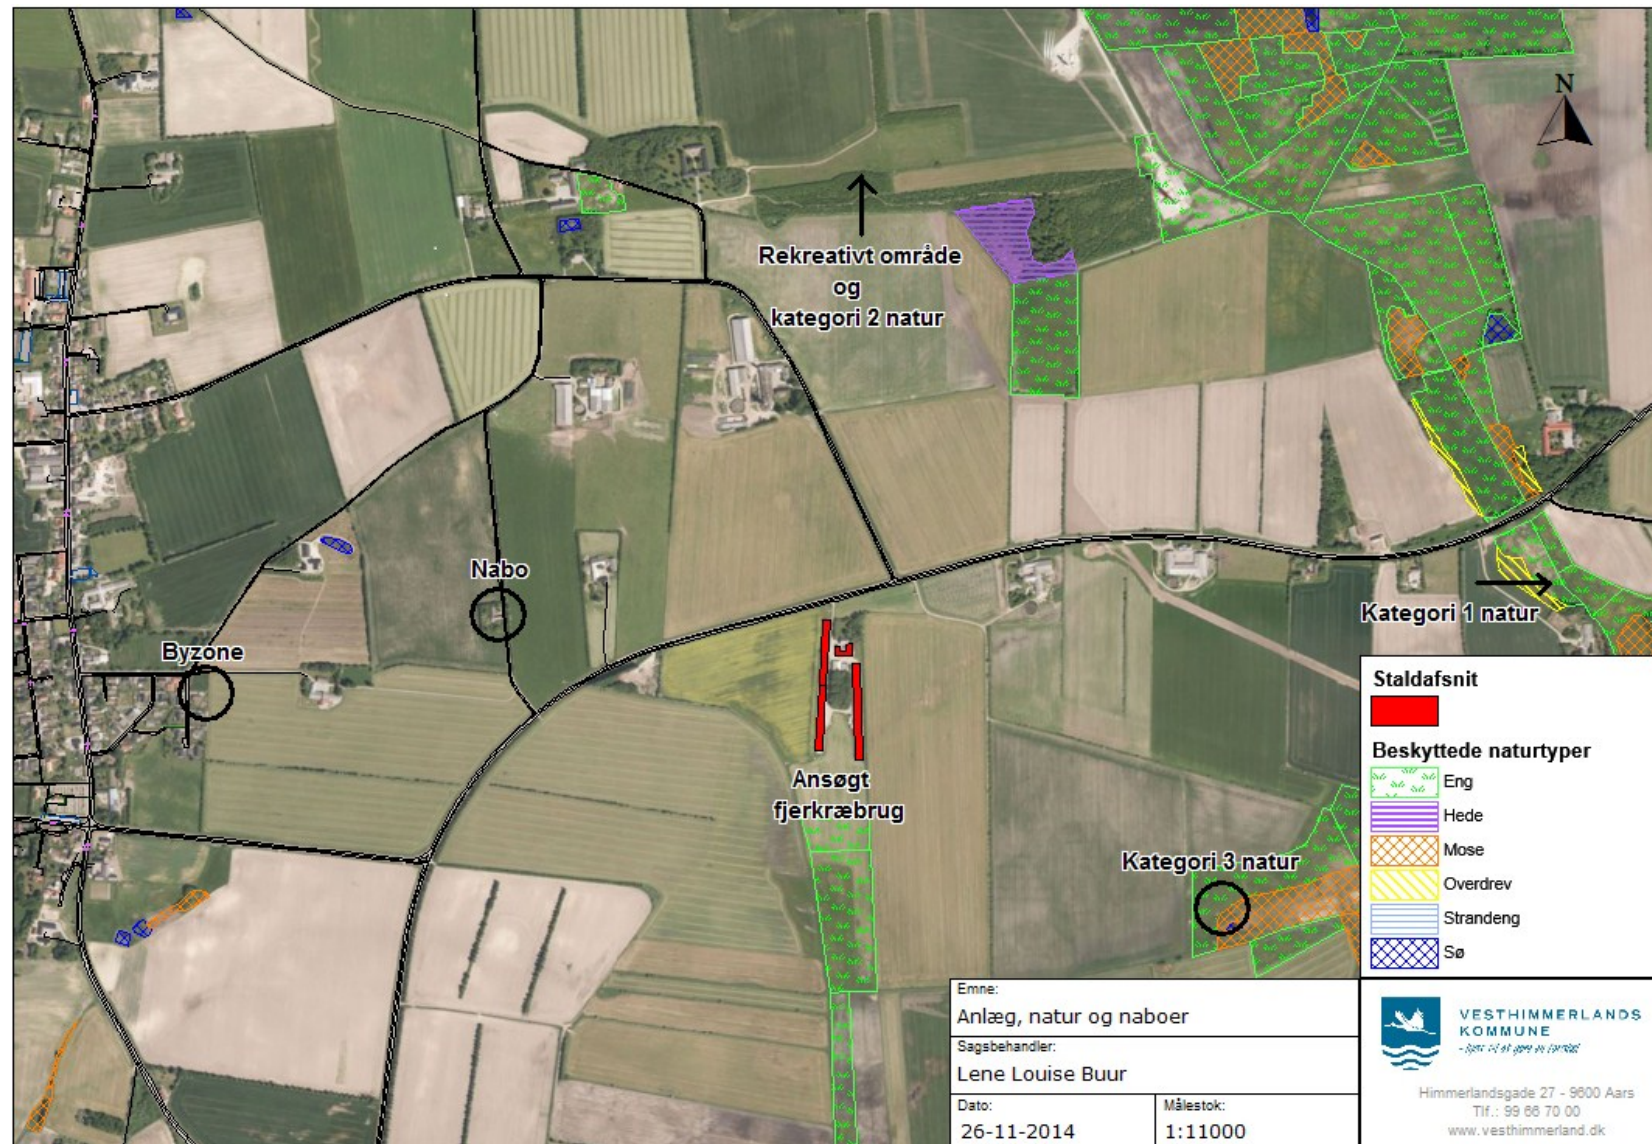 N
Rekreativt område
og
kategori 2 natur
Nabo
Byzone
Kategori 1 natur
Ansøgt
fjerkræbrug
Kategori 3 natur
Staldafsnit
Beskyttede naturtyper
Eng
Hede
Mose
Overdrev
Strandeng
Sø
Emne:
Anlæg, natur og naboer
Sagsbehandler:
Lene Louise Buur
Dato:
26-11-2014
Målestok:
1:11000
VESTHIMMERLANDS
KOMMUNE
Himmerlandsgade 27 - 9600 Aars
Tlf.: 99 66 70 00
www.vesthimmerland.dk